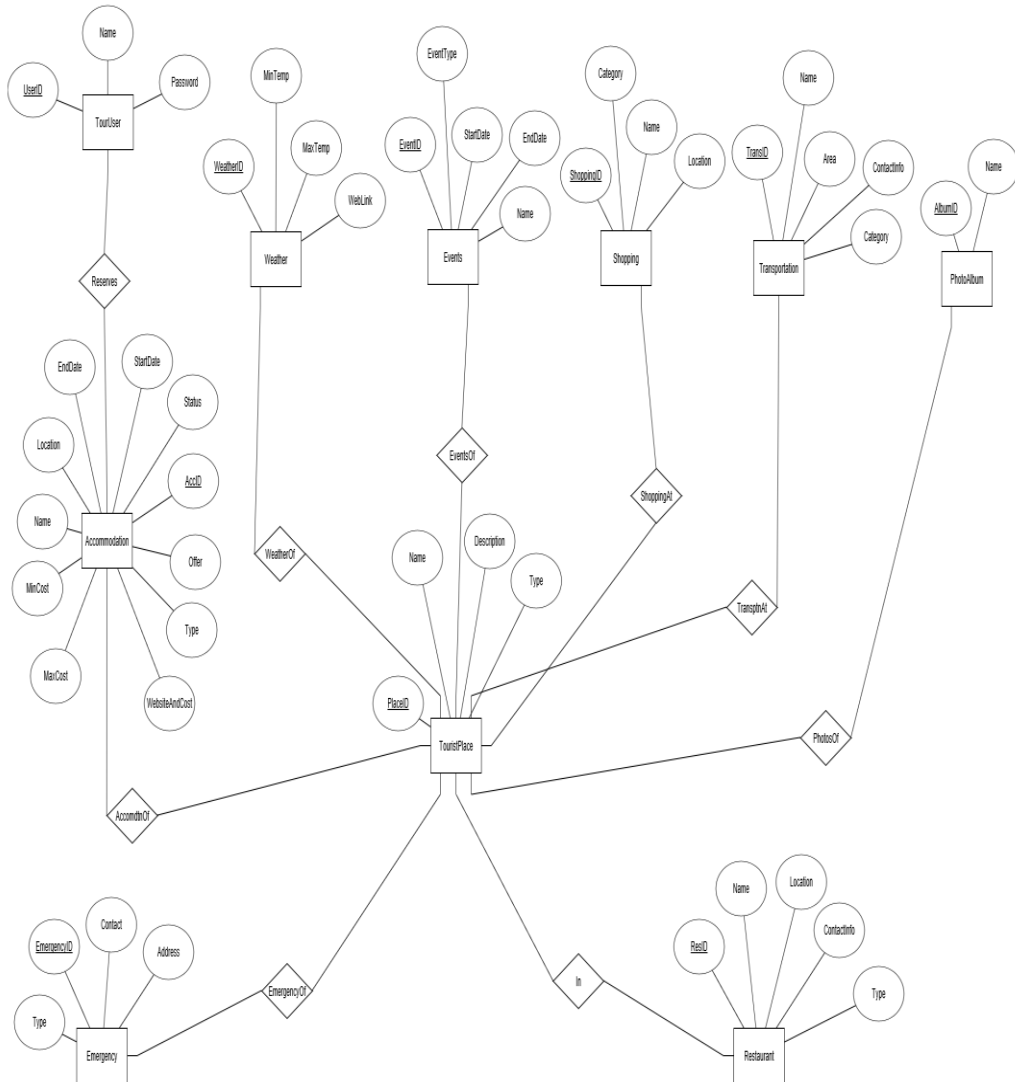 Name
UserID
Password
TourUser
Reserves
EndDate
StartDate
Status
Location
AccID
Name
Accommodation
Offer
MinCost
Type
MaxCost
WebsiteAndCost
AccomdtnOf
MinTemp
WeatherID
MaxTemp
WebLink
Weather
WeatherOf
EventType
EventID
StartDate
EndDate
Name
Events
EventsOf
Category
Name
ShoppingID
Location
Shopping
ShoppingAt
Name
TransID
Area
ContactInfo
Category
Transportation
TransptnAt
Name
AlbumID
PhotoAlbum
PhotosOf
Name
Description
Type
PlaceID
TouristPlace
Contact
EmergencyID
Address
Type
Emergency
EmergencyOf
In
Name
Location
ResID
ContactInfo
Type
Restaurant